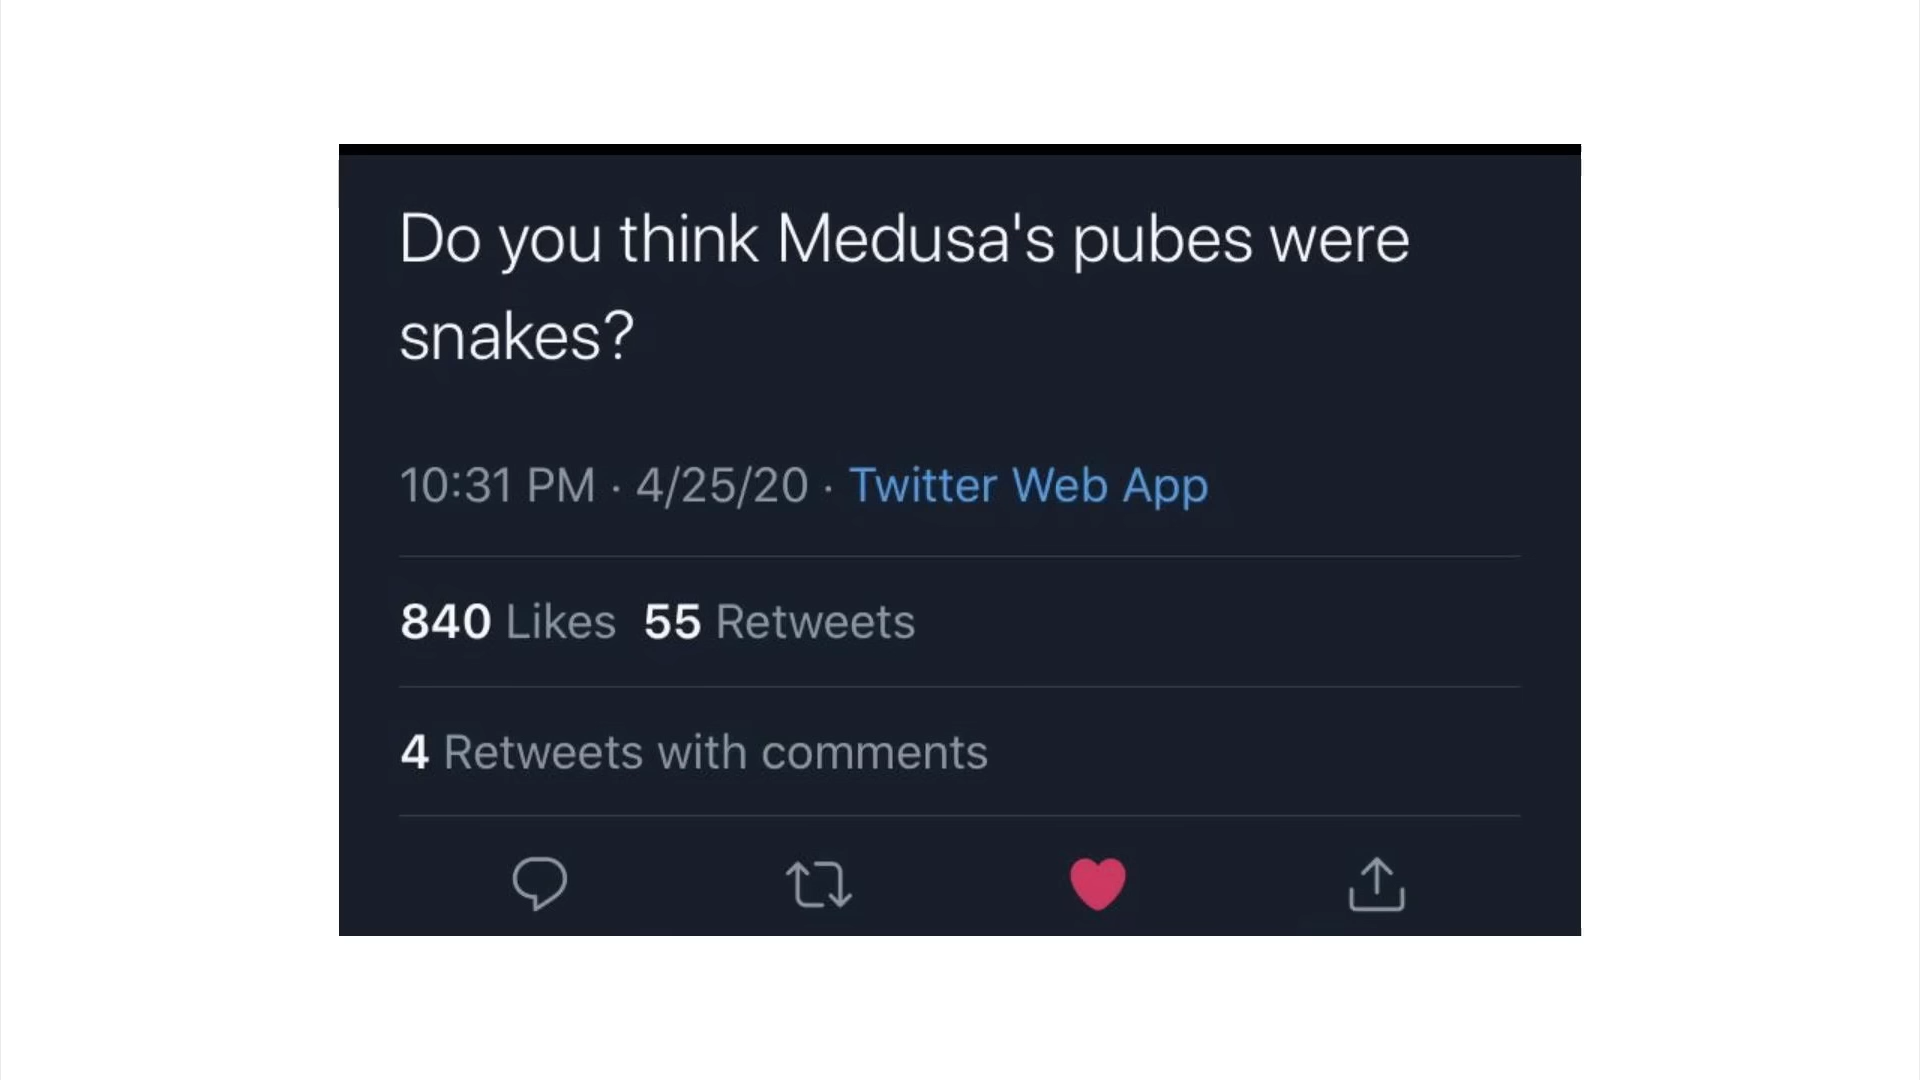 Do you think Medusa's pubes were
snakes?
10:31 PM · 4/25/20 · Twitter Web App
840 Likes 55 Retweets
4 Retweets with comments